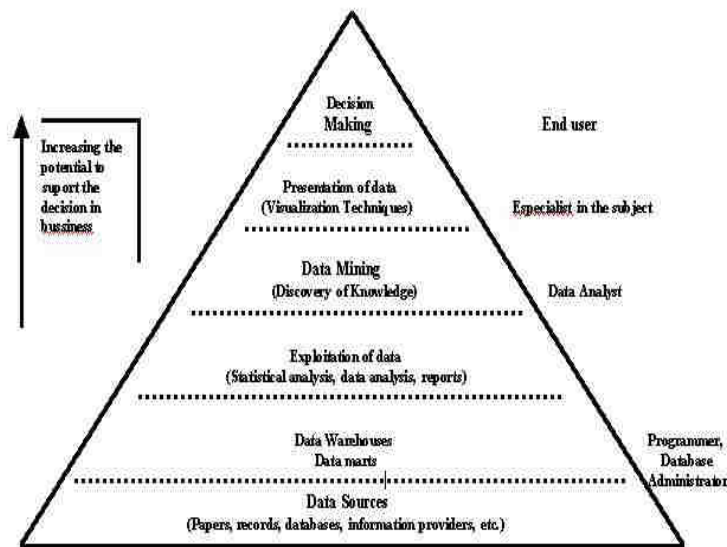 Decision
Making
End user
Increasing the
potential to
suport the
decision in
bussiness
Presentation of data
(Visualization Techniques)
Especialist in the subject
Data Mining
(Discovery of Knowledge)
Data Analyst
Exploitation of data
(Statistical analysis, data analysis, reports)
Data Warehouses
Data marts
Programmer,
Database
Administrator
Data Sources
(Papers, records, databases, information providers, etc.)